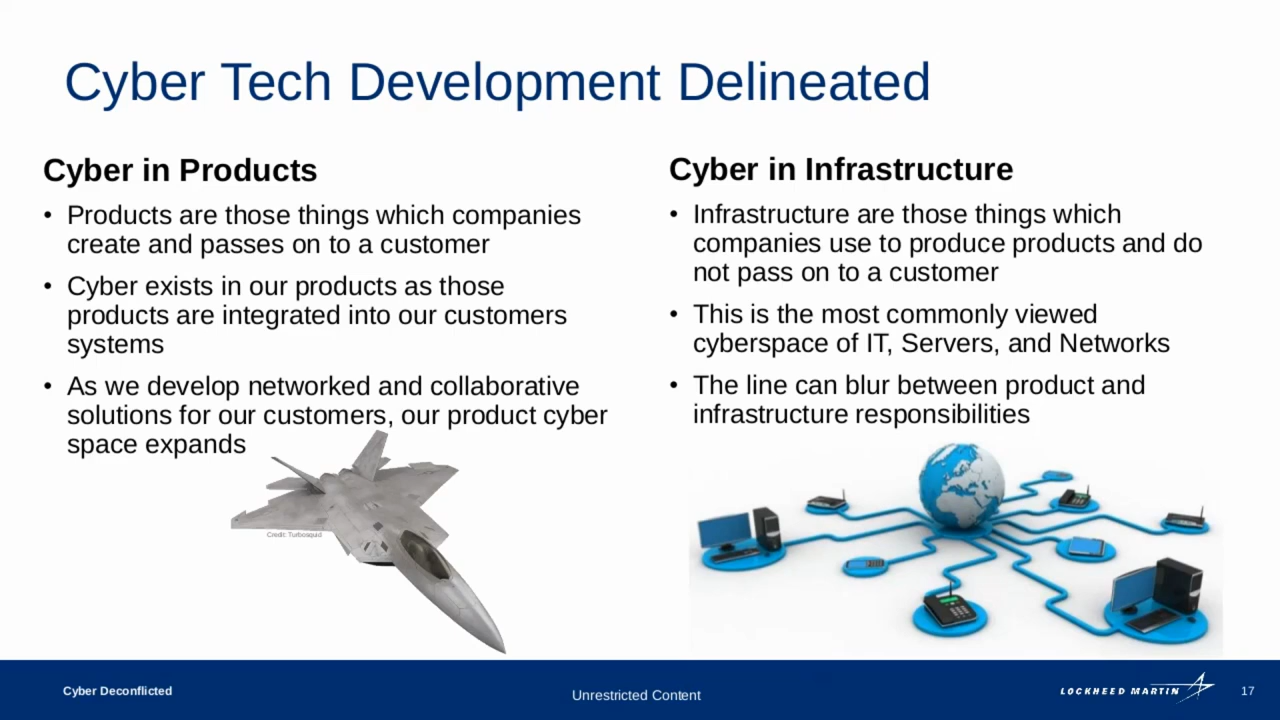 Cyber Tech Development Delineated
Cyber in Products
• Products are those things which companies
create and passes on to a customer
• Cyber exists in our products as those
products are integrated into our customers
systems
• As we develop networked and collaborative
solutions for our customers, our product cyber
space expands
Credit: Turbosquid
Cyber in Infrastructure
• Infrastructure are those things which
companies use to produce products and do
not pass on to a customer
• This is the most commonly viewed
cyberspace of IT, Servers, and Networks
• The line can blur between product and
infrastructure responsibilities
Cyber Deconflicted
Unrestricted Content
LOCKHEED MARTIN
17